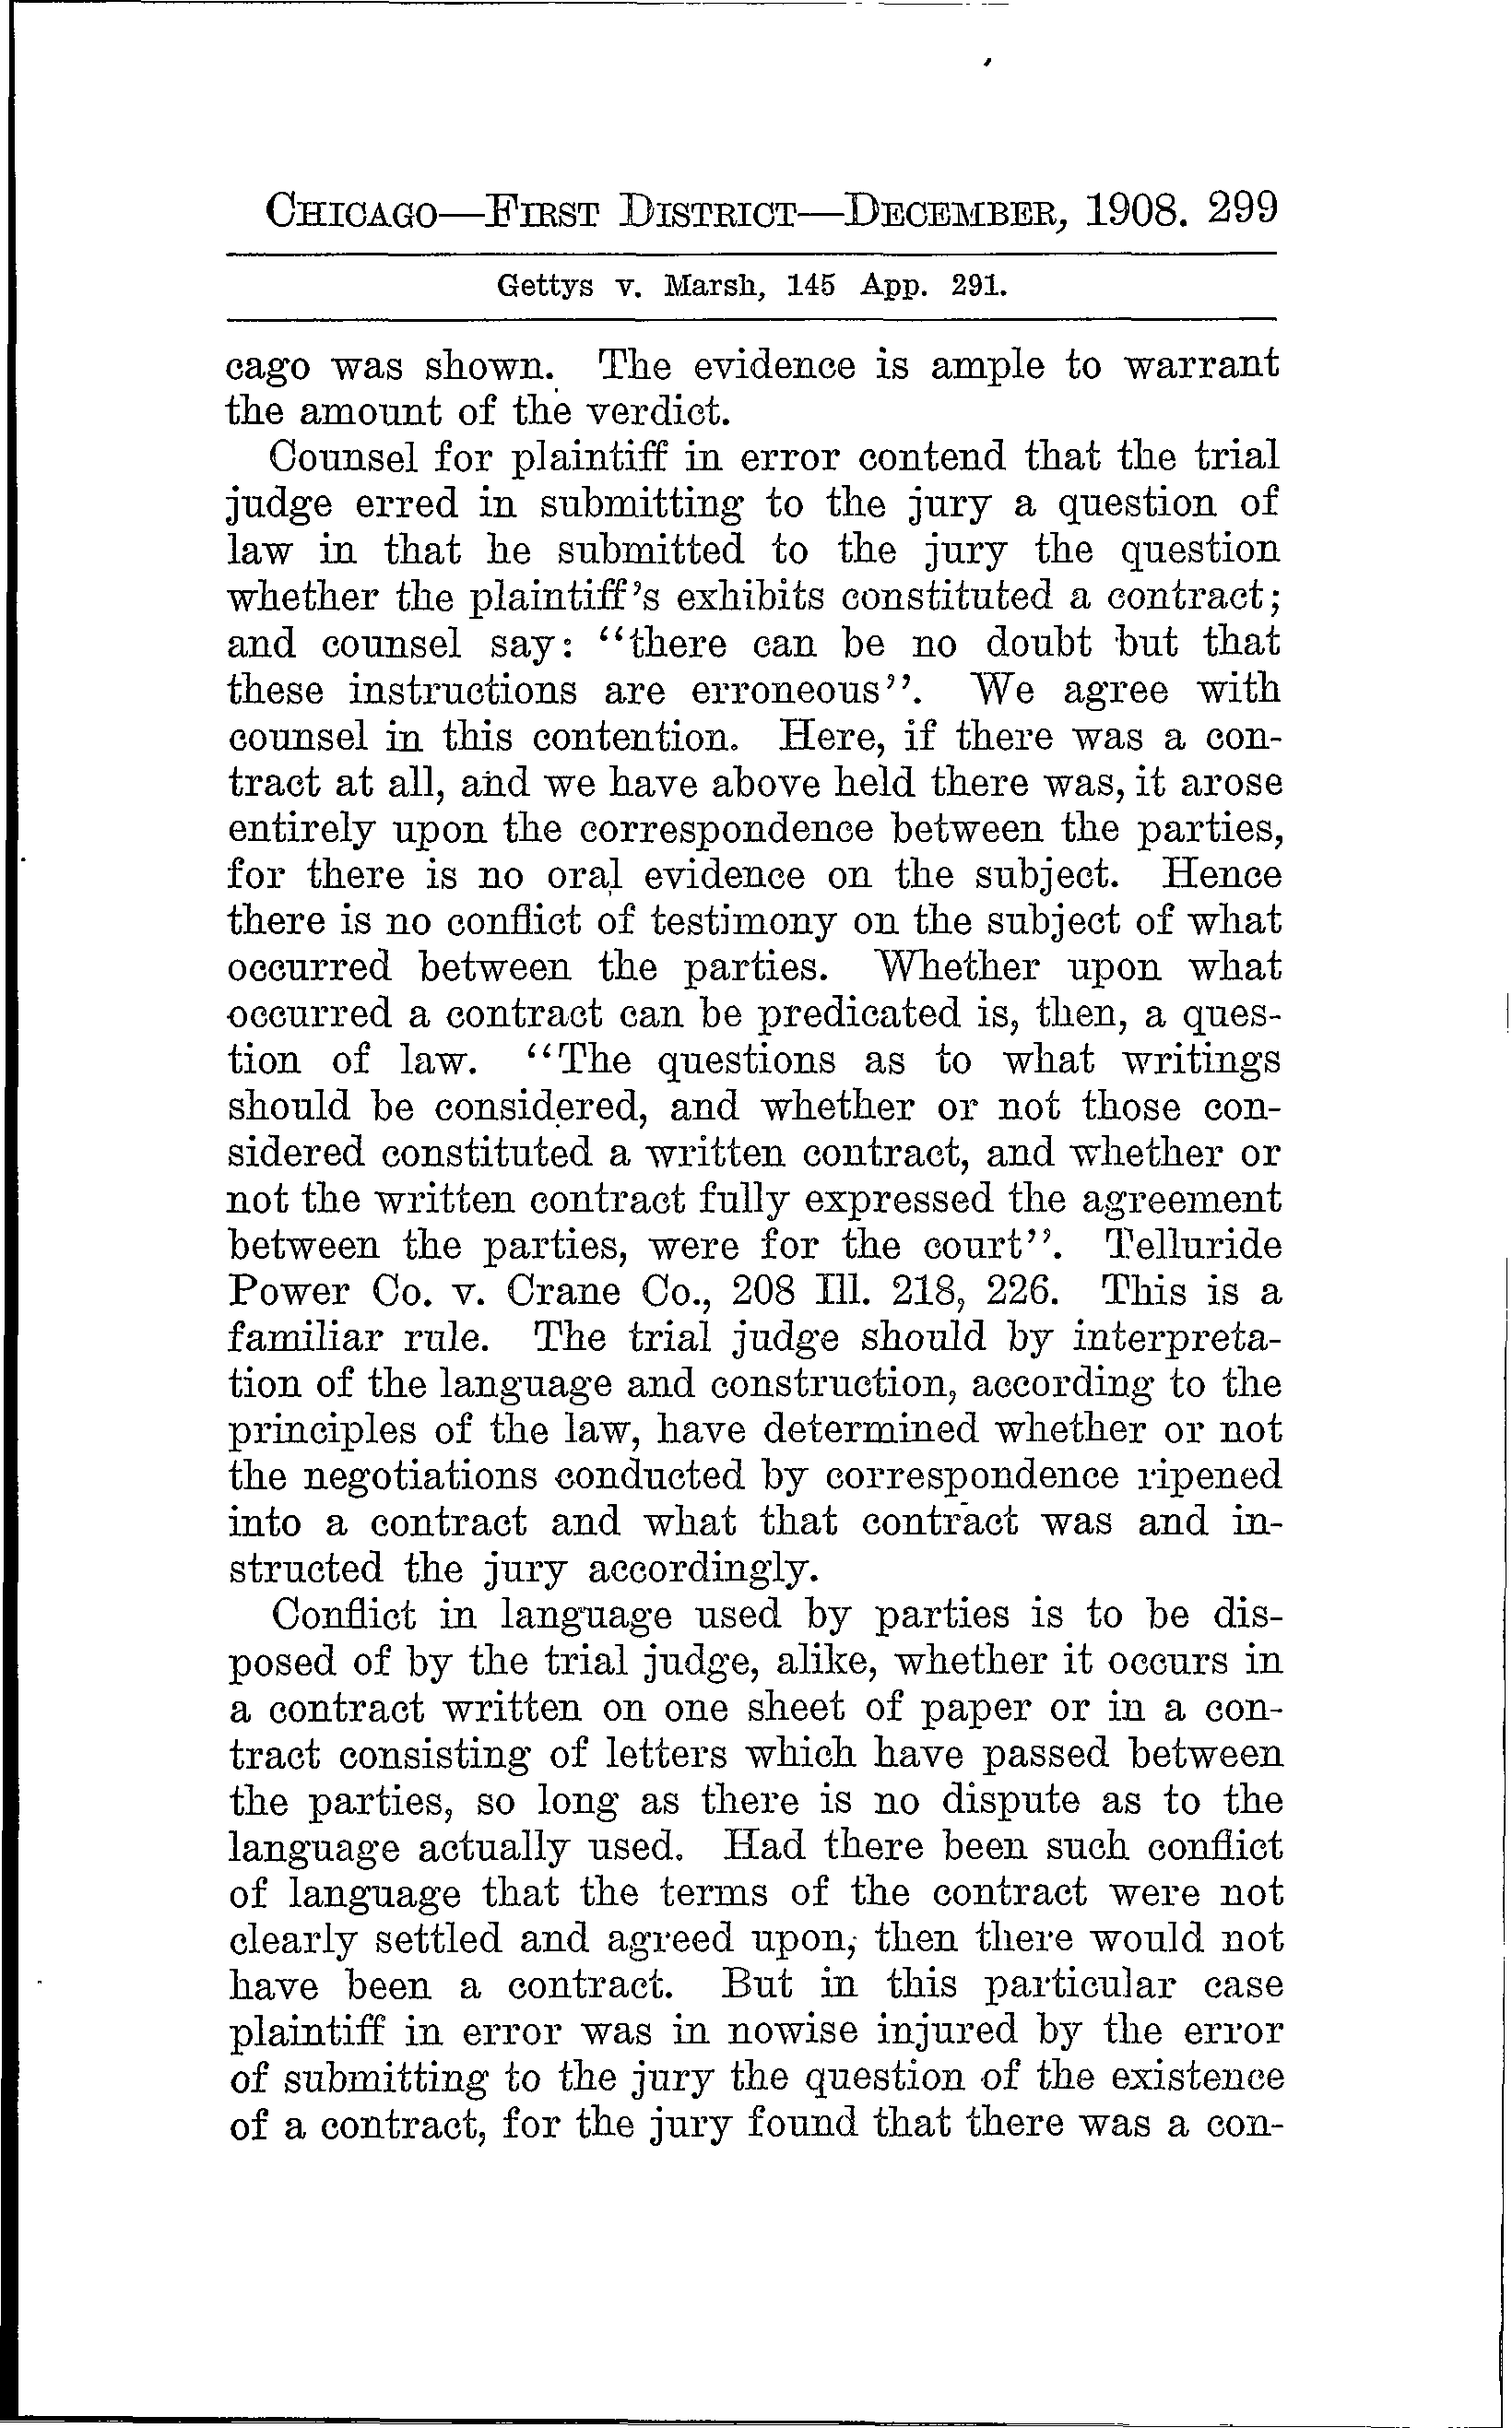 CHICAGO—FIRST DISTRICT—DECEMBER, 1908. 299
Gettys v. Marsh, 145 App. 291.
cago was shown. The evidence is ample to warrant
the amount of the verdict.
Counsel for plaintiff in error contend that the trial
judge erred in submitting to the jury a question of
law in that he submitted to the jury the question
whether the plaintiff's exhibits constituted a contract;
and counsel say: "there can be no doubt but that
these instructions are erroneous". We agree with
counsel in this contention. Here, if there was a con-
tract at all, and we have above held there was, it arose
entirely upon the correspondence between the parties,
for there is no oral evidence on the subject. Hence
there is no conflict of testimony on the subject of what
occurred between the parties. Whether upon what
occurred a contract can be predicated is, then, a ques-
tion of law. "The questions as to what writings
should be considered, and whether or not those con-
sidered constituted a written contract, and whether or
not the written contract fully expressed the agreement
between the parties, were for the court". Telluride
Power Co. v. Crane Co., 208 Ill. 218, 226. This is a
familiar rule. The trial judge should by interpreta-
tion of the language and construction, according to the
principles of the law, have determined whether or not
the negotiations conducted by correspondence ripened
into a contract and what that contract was and in-
structed the jury accordingly.
Conflict in language used by parties is to be dis-
posed of by the trial judge, alike, whether it occurs in
a contract written on one sheet of paper or in a con-
tract consisting of letters which have passed between
the parties, so long as there is no dispute as to the
language actually used. Had there been such conflict
of language that the terms of the contract were not
clearly settled and agreed upon, then there would not
have been a contract. But in this particular case
plaintiff in error was in nowise injured by the error
of submitting to the jury the question of the existence
of a contract, for the jury found that there was a con-